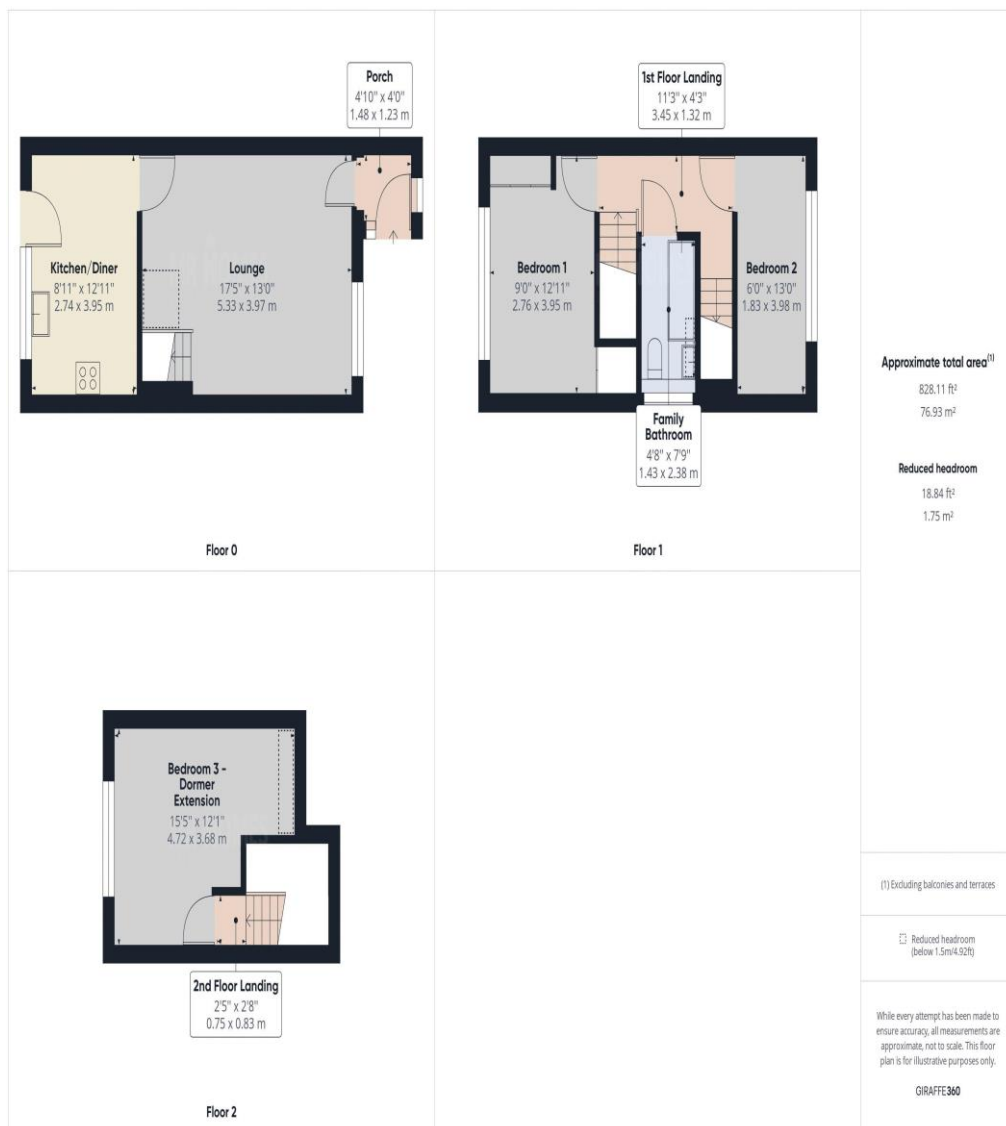 Porch
4'10" x 4'0"
1.48 x 1.23 m
Kitchen/Diner
8'11" x 12'11"
2.74 x 3.95 m
Lounge
17'5" x 13'0"
5.33 x 3.97 m
Floor 0
1st Floor Landing
11'3" x 4'3"
3.45 x 1.32 m
Bedroom 1
9'0" x 12'11"
2.76 x 3.95 m
Bedroom 2
6'0" x 13'0"
1.83 x 3.98 m
Family
Bathroom
4'8" x 7'9"
1.43 x 2.38 m
Floor 1
Bedroom 3 -
Dormer
Extension
15'5" x 12'1"
4.72 x 3.68 m
2nd Floor Landing
2'5" x 2'8"
0.75 x 0.83 m
Floor 2
Approximate total area(1)
828.11 ft²
76.93 m²
Reduced headroom
18.84 ft²
1.75 m²
(1) Excluding balconies and terraces
Reduced headroom
(below 1.5m/4.92ft)
While every attempt has been made to
ensure accuracy, all measurements are
approximate, not to scale. This floor
plan is for illustrative purposes only.
GIRAFFE360